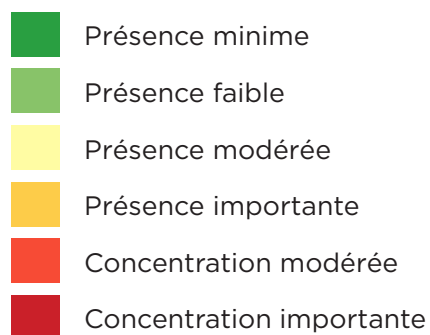 Présence minime
Présence faible
Présence modérée
Présence importante
Concentration modérée
Concentration importante